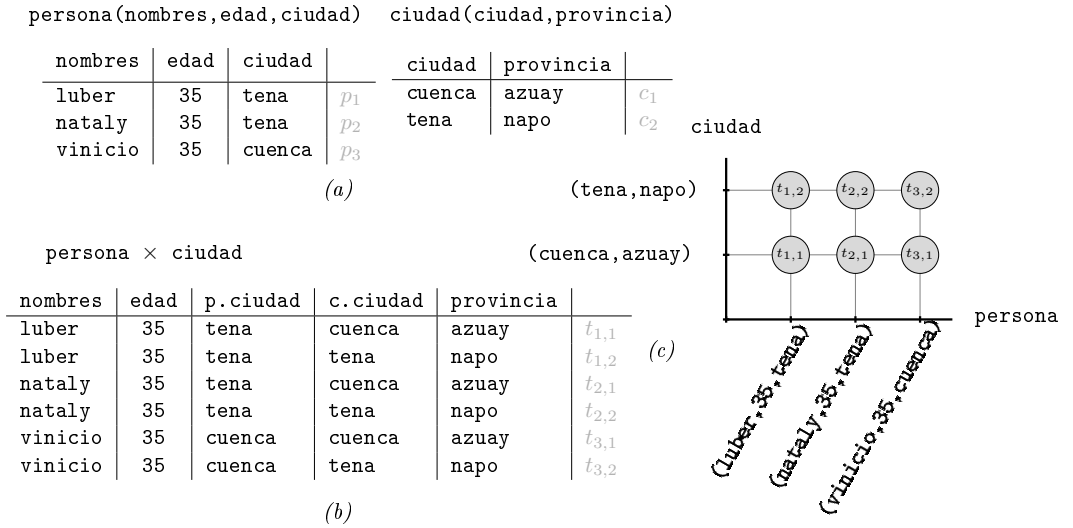 persona(nombres,edad,ciudad)
nombres edad ciudad
luber 35 tena p1
nataly 35 tena p2
vinicio 35 cuenca p3
ciudad(ciudad,provincia)
ciudad provincia
cuenca azuay c1
tena napo c2
(a)
persona × ciudad
nombres edad p.ciudad c.ciudad provincia
luber 35 tena cuenca azuay t1,1
luber 35 tena tena napo t1,2
nataly 35 tena cuenca azuay t2,1
nataly 35 tena tena napo t2,2
vinicio 35 cuenca cuenca azuay t3,1
vinicio 35 cuenca tena napo t3,2
(b)
ciudad
(tena,napo) t1,2 t2,2 t3,2
(cuenca,azuay) t1,1 t2,1 t3,1
persona
(luber,35,tena)
(nataly,35,tena)
(vinicio,35,cuenca)
(c)